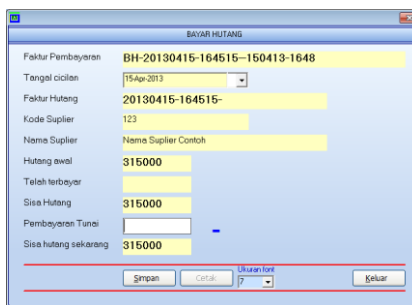 BAYAR HUTANG
Faktur Pembayaran BH-20130415-164515--150413-1648
Tangal cicilan 15-Apr-2013
Faktur Hutang 20130415-164515-
Kode Suplier 123
Nama Suplier Nama Suplier Contoh
Hutang awal 315000
Telah terbayar
Sisa Hutang 315000
Pembayaran Tunai
Sisa hutang sekarang 315000
Ukuran font
Simpan Cetak 7 Keluar